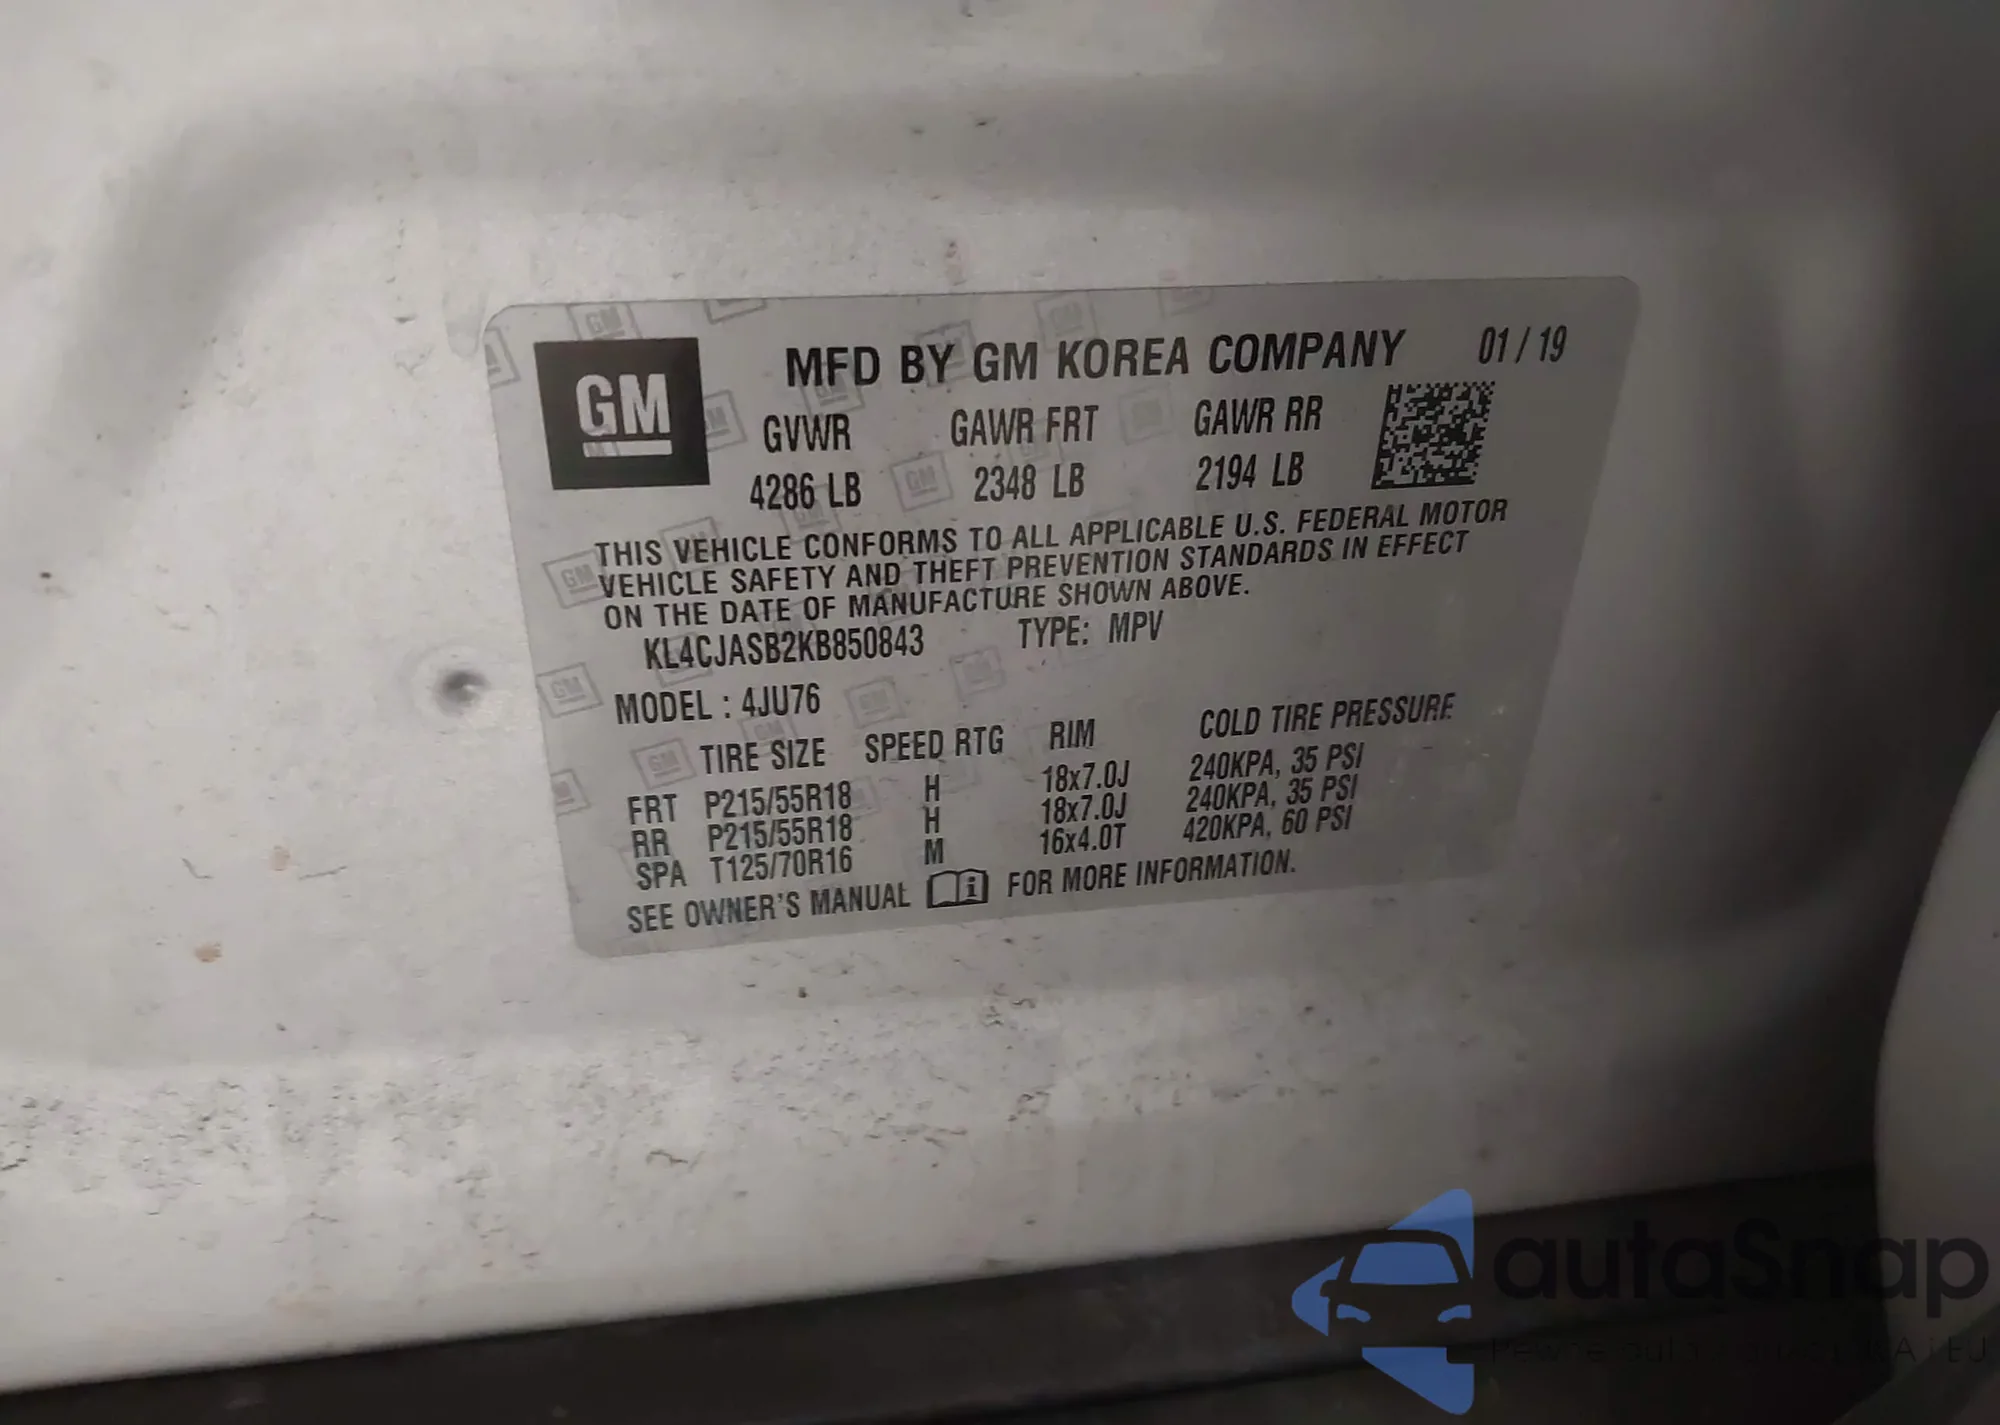 GM
MFD BY GM KOREA COMPANY 01 / 19
GVWR GAWR FRT GAWR RR
4286 LB 2348 LB 2194 LB
THIS VEHICLE CONFORMS TO ALL APPLICABLE U.S. FEDERAL MOTOR
VEHICLE SAFETY AND THEFT PREVENTION STANDARDS IN EFFECT
ON THE DATE OF MANUFACTURE SHOWN ABOVE.
KL4CJASB2KB850843 TYPE: MPV
MODEL : 4JU76
TIRE SIZE SPEED RTG RIM COLD TIRE PRESSURE
FRT P215/55R18 H 18x7.0J 240KPA, 35 PSI
RR P215/55R18 H 18x7.0J 240KPA, 35 PSI
SPA T125/70R16 M 16x4.0T 420KPA, 60 PSI
SEE OWNER'S MANUAL FOR MORE INFORMATION.
autaSnap